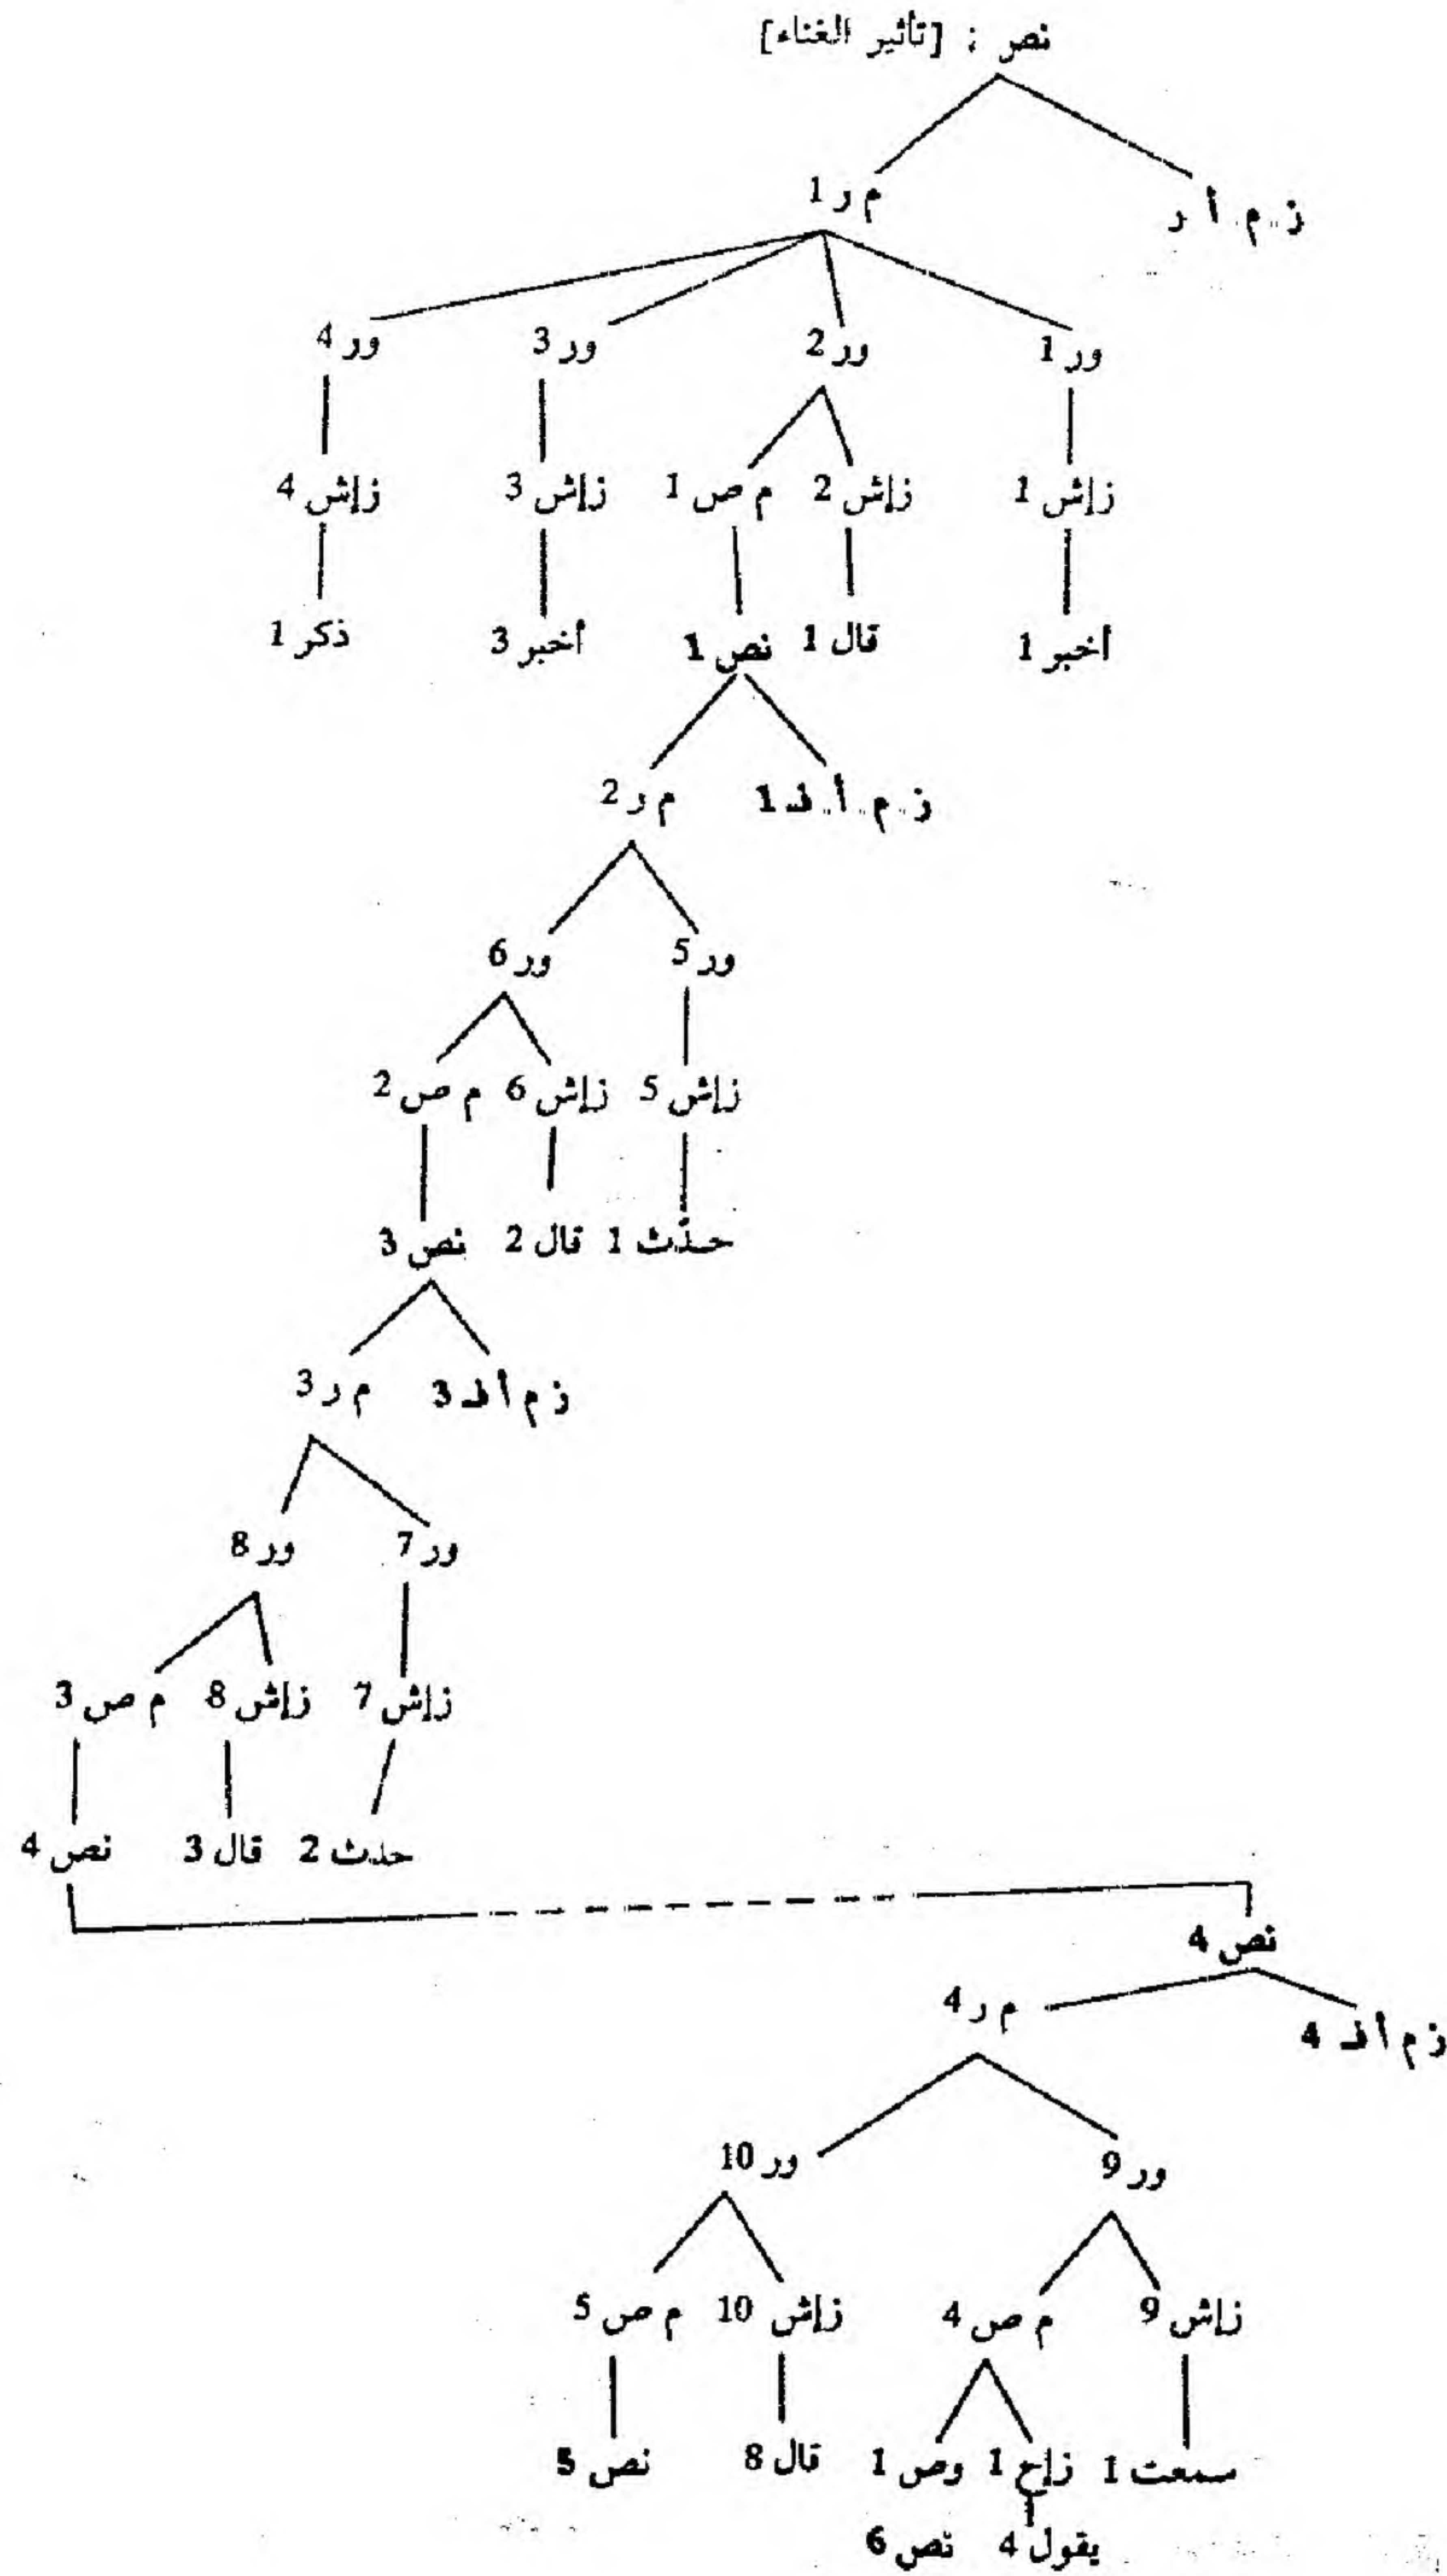 نص : [تأثير الغناء]
ز . م . أ . ر م ر 1
ور 1 ور 2 ور 3 ور 4
زإش 1 زإش 2 م ص 1 زإش 3 زإش 4
أخبر 1 قال 1 نص 1 أخبر 3 ذكر 1
ز . م . أ . ف 1 م ر 2
ور 5 ور 6
زإش 5 زإش 6 م ص 2
حدث 1 قال 2 نص 3
ز م أ ف 3 م ر 3
ور 7 ور 8
زإش 7 زإش 8 م ص 3
حدث 2 قال 3 نص 4
نص 4
ز م أ ف 4 م ر 4
ور 9 ور 10
زإش 9 م ص 4 زإش 10 م ص 5
سمعت 1 زإح 1 وص 1 قال 8 نص 5
يقول 4 نص 6